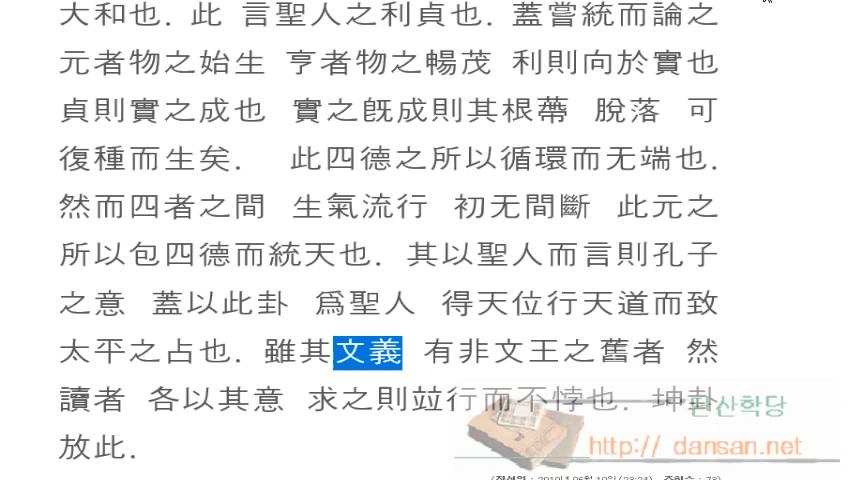 大和也. 此 言聖人之利貞也. 蓋嘗統而論之
元者物之始生 亨者物之暢茂 利則向於實也
貞則實之成也 實之旣成則其根蔕 脫落 可
復種而生矣. 此四德之所以循環而无端也.
然而四者之間 生氣流行 初无間斷 此元之
所以包四德而統天也. 其以聖人而言則孔子
之意 蓋以此卦 爲聖人 得天位行天道而致
太平之占也. 雖其文義 有非文王之舊者 然
讀者 各以其意 求之則竝行而不悖也. 坤卦
放此.
단산학당
http:// dansan.net